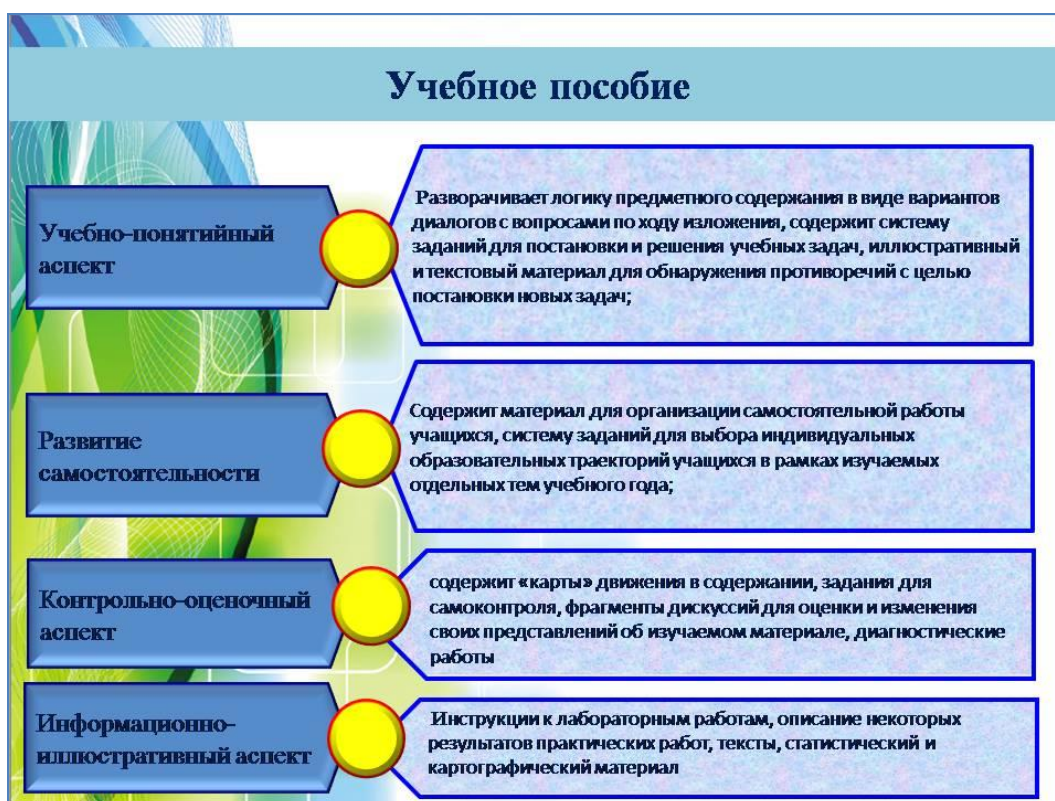 Учебное пособие
Учебно-понятийный
аспект
Разворачивает логику предметного содержания в виде вариантов
диалогов с вопросами по ходу изложения, содержит систему
заданий для постановки и решения учебных задач, иллюстративный
и текстовый материал для обнаружения противоречий с целью
постановки новых задач;
Развитие
самостоятельности
Содержит материал для организации самостоятельной работы
учащихся, систему заданий для выбора индивидуальных
образовательных траекторий учащихся в рамках изучаемых
отдельных тем учебного года;
Контрольно-оценочный
аспект
содержит «карты» движения в содержании, задания для
самоконтроля, фрагменты дискуссий для оценки и изменения
своих представлений об изучаемом материале, диагностические
работы
Информационно-
иллюстративный аспект
Инструкции к лабораторным работам, описание некоторых
результатов практических работ, тексты, статистический и
картографический материал